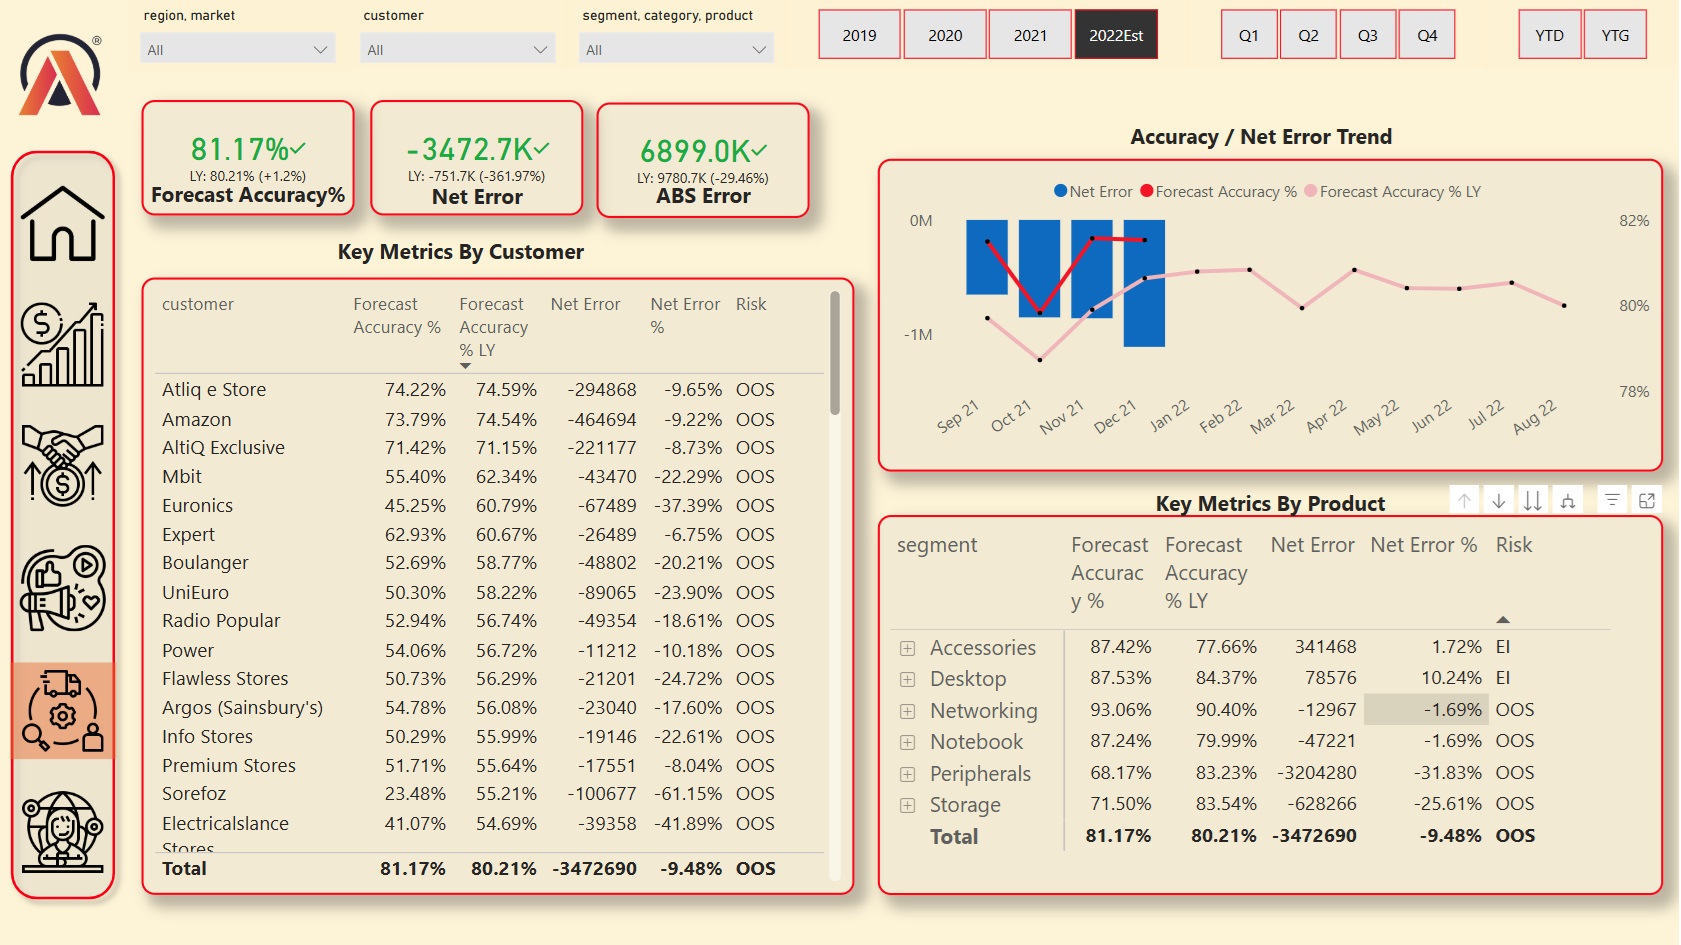 region, market
customer
segment, category, product
All
All
All
2019
2020
2021
2022Est
Q1
Q2
Q3
Q4
YTD
YTG
®
81.17%
LY: 80.21% (+1.2%)
Forecast Accuracy%
-3472.7K
LY: -751.7K (-361.97%)
Net Error
6899.0K
LY: 9780.7K (-29.46%)
ABS Error
Key Metrics By Customer
customer Forecast Accuracy % Forecast Accuracy % LY Net Error Net Error % Risk
Atliq e Store 74.22% 74.59% -294868 -9.65% OOS
Amazon 73.79% 74.54% -464694 -9.22% OOS
AltiQ Exclusive 71.42% 71.15% -221177 -8.73% OOS
Mbit 55.40% 62.34% -43470 -22.29% OOS
Euronics 45.25% 60.79% -67489 -37.39% OOS
Expert 62.93% 60.67% -26489 -6.75% OOS
Boulanger 52.69% 58.77% -48802 -20.21% OOS
UniEuro 50.30% 58.22% -89065 -23.90% OOS
Radio Popular 52.94% 56.74% -49354 -18.61% OOS
Power 54.06% 56.72% -11212 -10.18% OOS
Flawless Stores 50.73% 56.29% -21201 -24.72% OOS
Argos (Sainsbury's) 54.78% 56.08% -23040 -17.60% OOS
Info Stores 50.29% 55.99% -19146 -22.61% OOS
Premium Stores 51.71% 55.64% -17551 -8.04% OOS
Sorefoz 23.48% 55.21% -100677 -61.15% OOS
Electricalslance 41.07% 54.69% -39358 -41.89% OOS
Stores
Total 81.17% 80.21% -3472690 -9.48% OOS
Accuracy / Net Error Trend
Net Error Forecast Accuracy % Forecast Accuracy % LY
0M
-1M
82%
80%
78%
Sep 21
Oct 21
Nov 21
Dec 21
Jan 22
Feb 22
Mar 22
Apr 22
May 22
Jun 22
Jul 22
Aug 22
Key Metrics By Product
segment Forecast Accuracy % Forecast Accuracy % LY Net Error Net Error % Risk
Accessories 87.42% 77.66% 341468 1.72% EI
Desktop 87.53% 84.37% 78576 10.24% EI
Networking 93.06% 90.40% -12967 -1.69% OOS
Notebook 87.24% 79.99% -47221 -1.69% OOS
Peripherals 68.17% 83.23% -3204280 -31.83% OOS
Storage 71.50% 83.54% -628266 -25.61% OOS
Total 81.17% 80.21% -3472690 -9.48% OOS